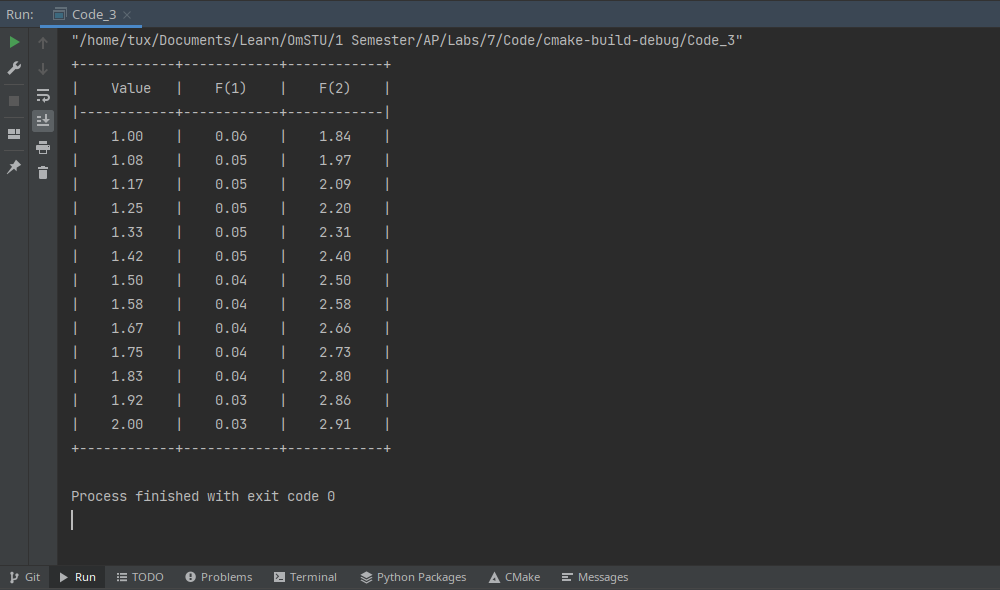 Run: Code_3
"/home/tux/Documents/Learn/OmSTU/1 Semester/AP/Labs/7/Code/cmake-build-debug/Code_3"
+------------+------------+------------+
|    Value   |    F(1)    |    F(2)    |
|------------+------------+------------|
|    1.00    |    0.06    |    1.84    |
|    1.08    |    0.05    |    1.97    |
|    1.17    |    0.05    |    2.09    |
|    1.25    |    0.05    |    2.20    |
|    1.33    |    0.05    |    2.31    |
|    1.42    |    0.05    |    2.40    |
|    1.50    |    0.04    |    2.50    |
|    1.58    |    0.04    |    2.58    |
|    1.67    |    0.04    |    2.66    |
|    1.75    |    0.04    |    2.73    |
|    1.83    |    0.04    |    2.80    |
|    1.92    |    0.03    |    2.86    |
|    2.00    |    0.03    |    2.91    |
+------------+------------+------------+
Process finished with exit code 0
Git Run TODO Problems Terminal Python Packages CMake Messages